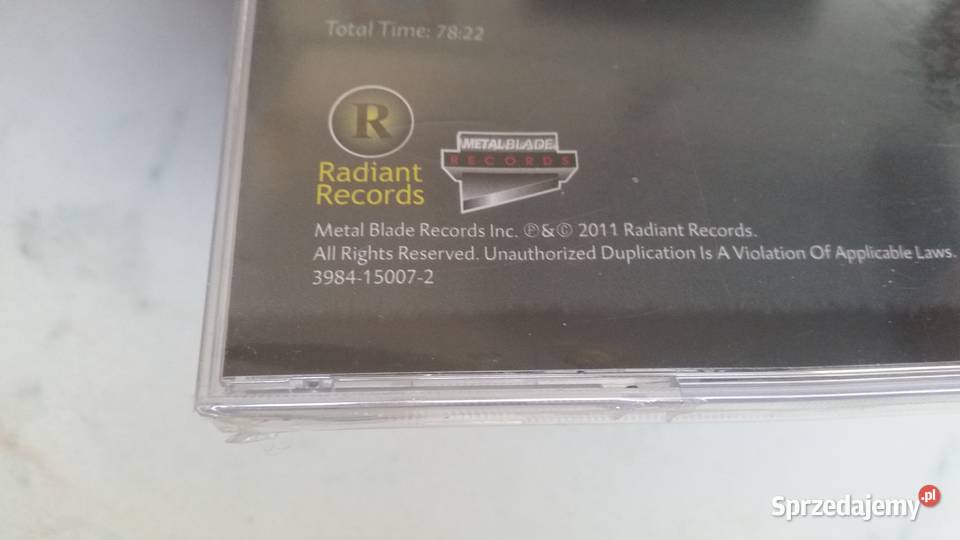 Total Time: 78:22
R
Radiant
Records
METAL BLADE
RECORDS
Metal Blade Records Inc. ℗&© 2011 Radiant Records.
All Rights Reserved. Unauthorized Duplication Is A Violation Of Applicable Laws.
3984-15007-2
Sprzedajemy.pl